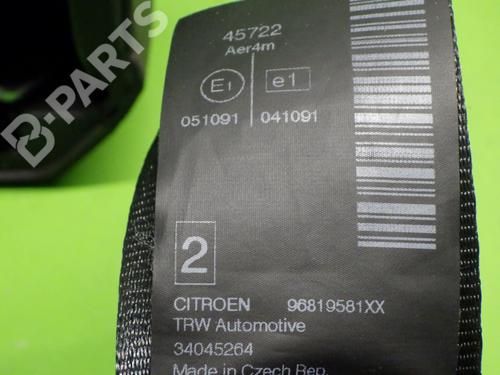 45722
Aer4m
E1 e1
051091 041091
2
CITROEN 96819581XX
TRW Automotive
34045264
Made in Czech Rep.
B-PARTS